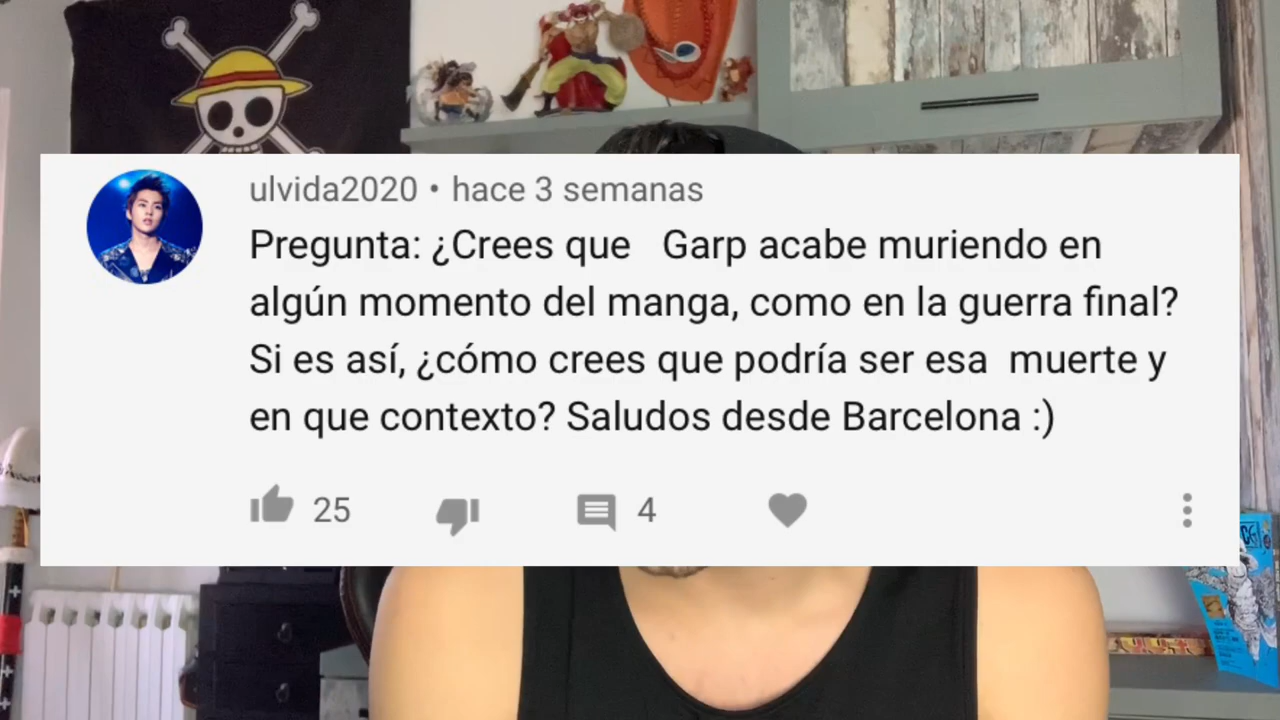 ulvida2020 • hace 3 semanas
Pregunta: ¿Crees que   Garp acabe muriendo en
algún momento del manga, como en la guerra final?
Si es así, ¿cómo crees que podría ser esa  muerte y
en que contexto? Saludos desde Barcelona :)
25
4